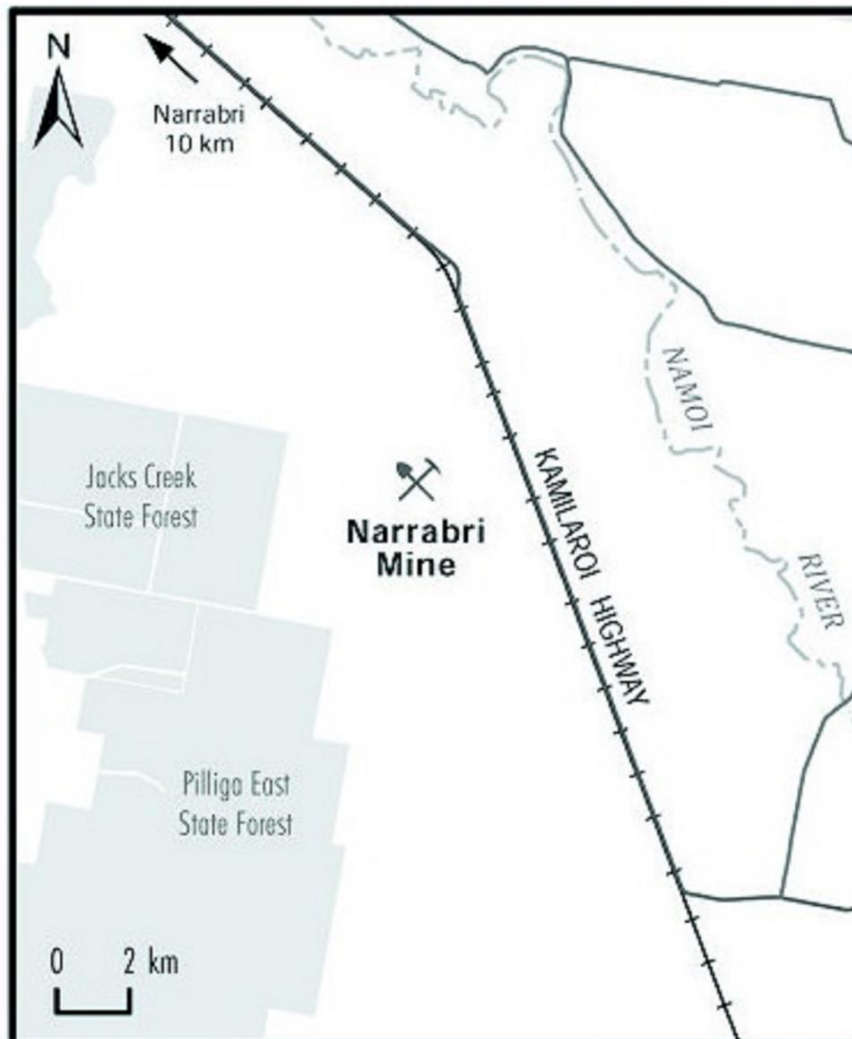 N
Narrabri
10 km
NAMOI
Jacks Creek
State Forest
Narrabri
Mine
KAMILAROI HIGHWAY
RIVER
Pilliga East
State Forest
0 2 km